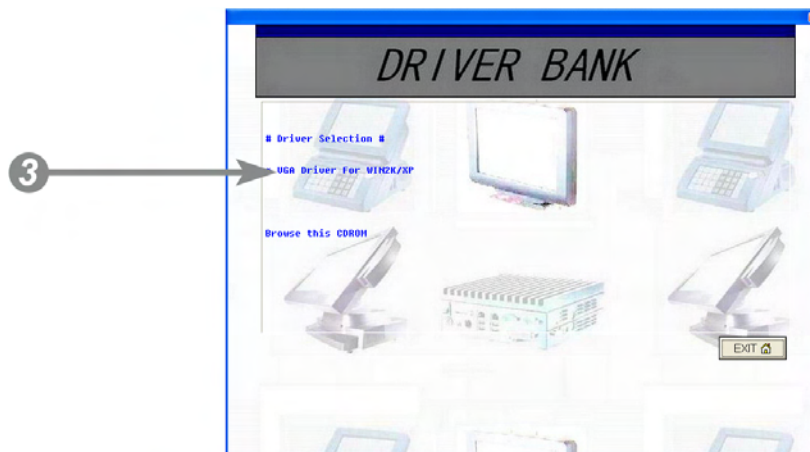 DRIVER BANK
# Driver Selection #
3
VGA Driver For WIN2K/XP
Browse this CDROM
EXIT